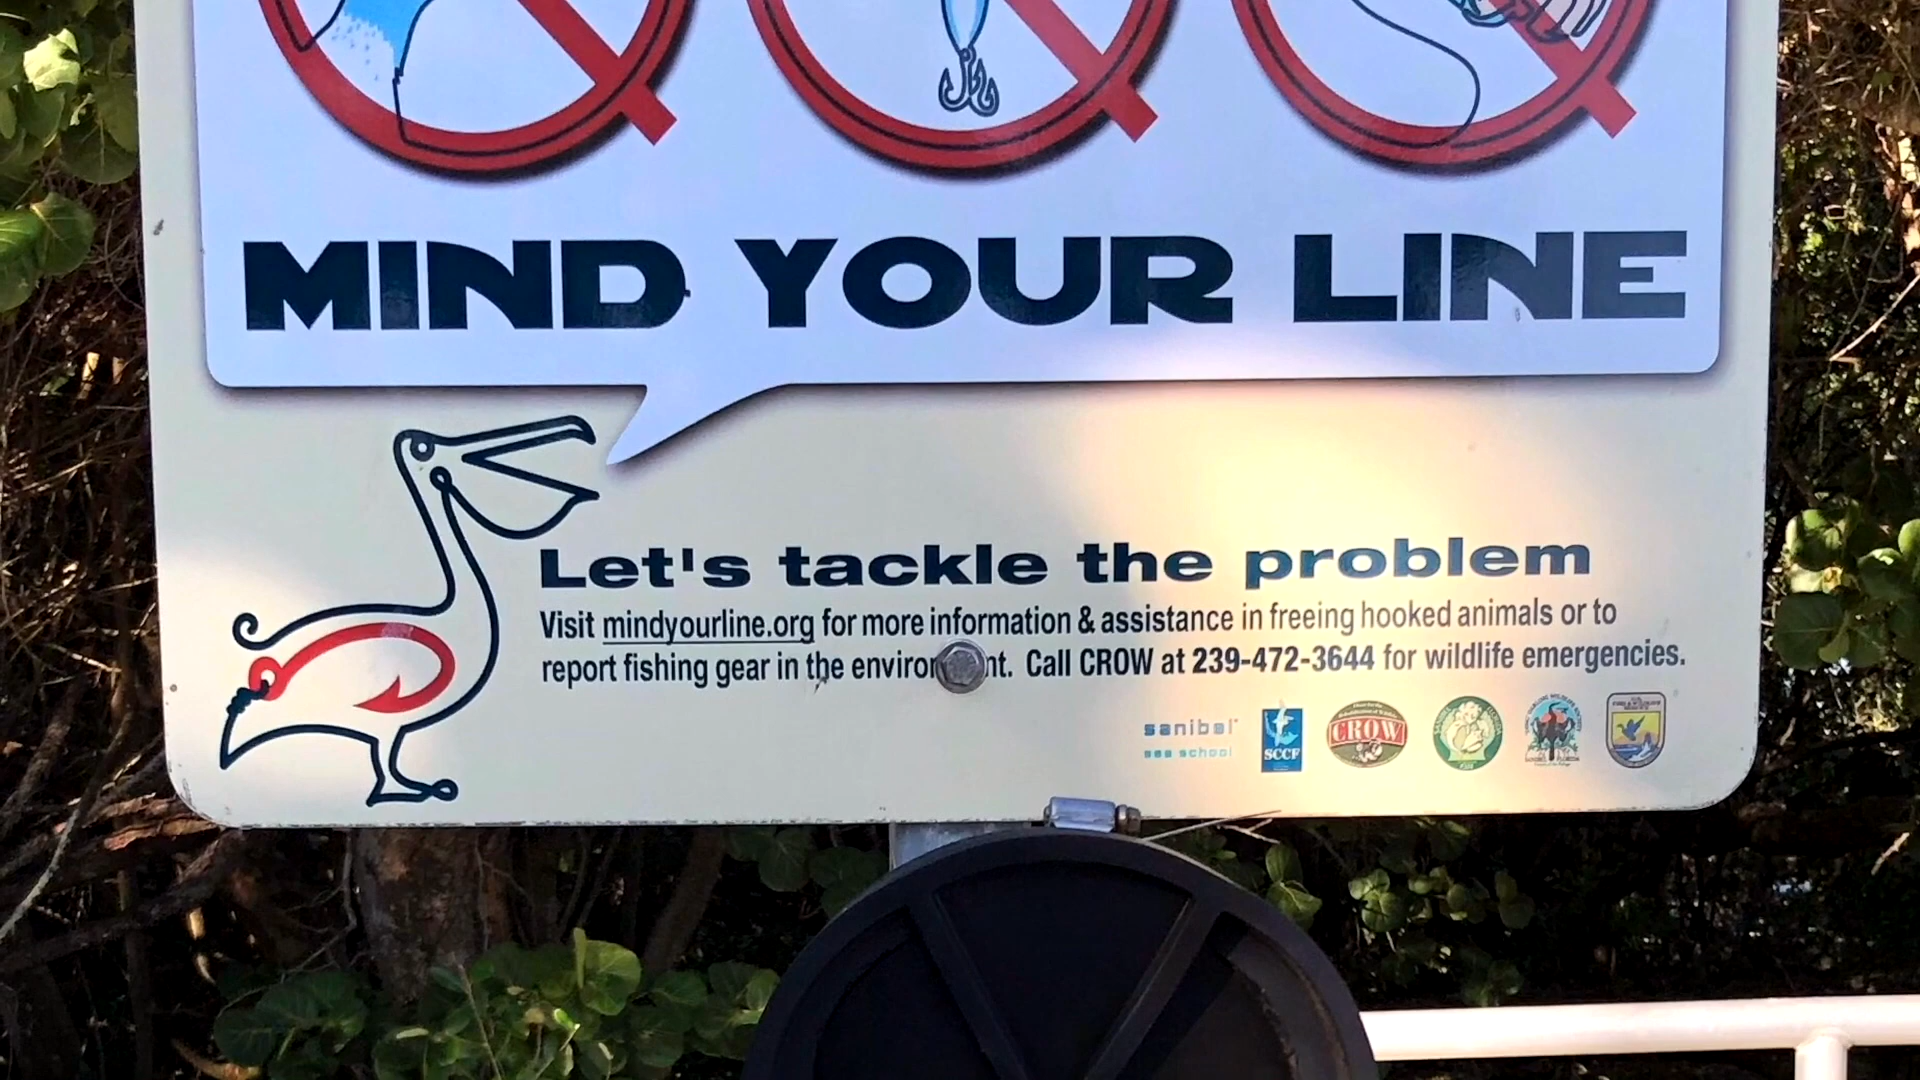 MIND YOUR LINE
Let's tackle the problem
Visit mindyourline.org for more information & assistance in freeing hooked animals or to
report fishing gear in the environ nt. Call CROW at 239-472-3644 for wildlife emergencies.
sanibel
sea school
SCCF
CROW